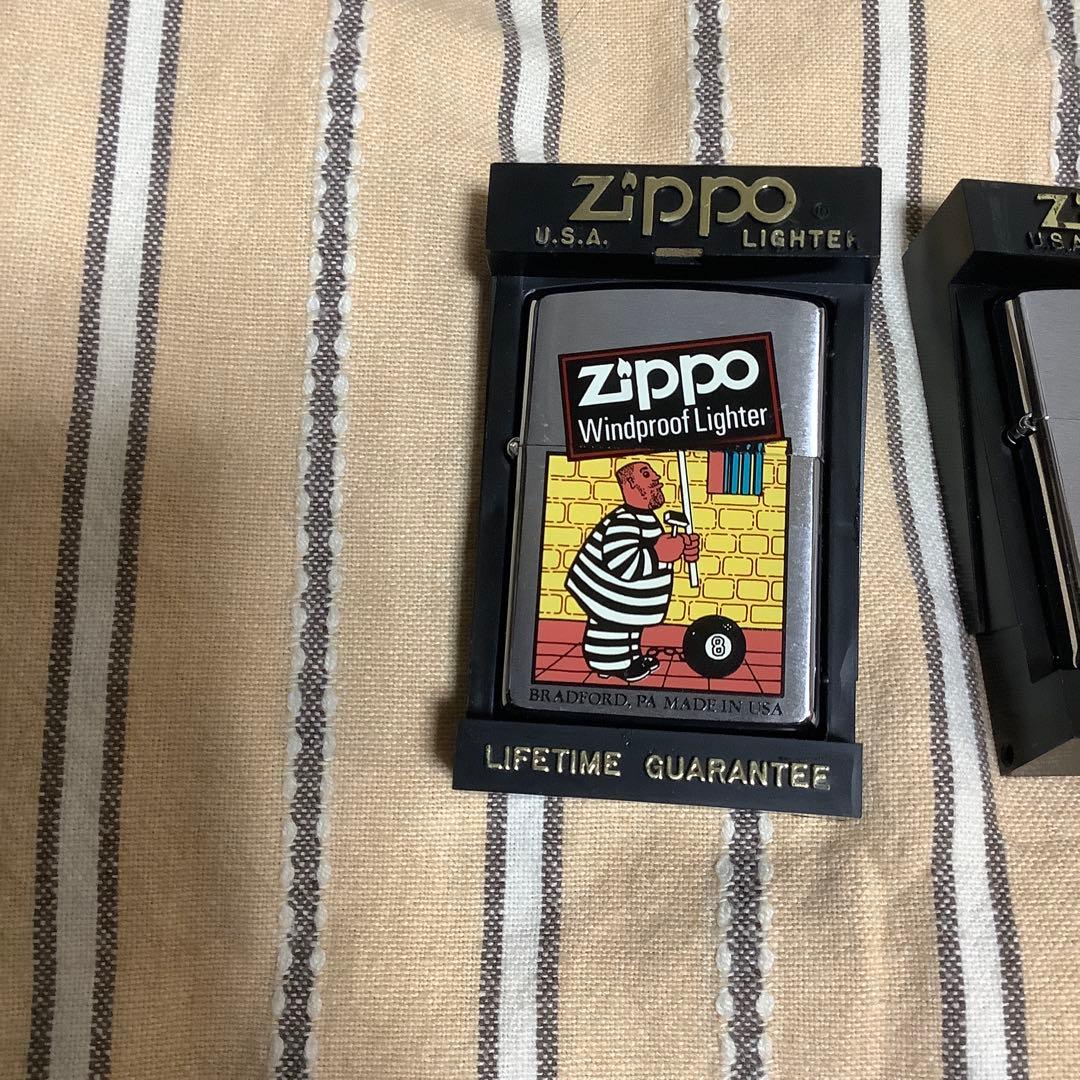 zippo
U.S.A. LIGHTER
zippo
Windproof Lighter
8
BRADFORD, PA MADE IN USA
LIFETIME GUARANTEE
U.S.A